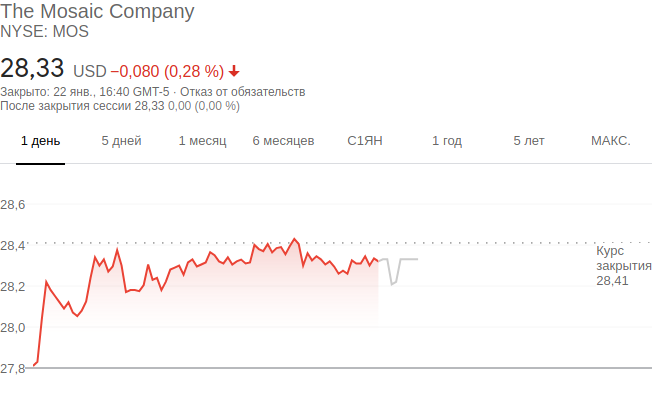 The Mosaic Company
NYSE: MOS
28,33 USD −0,080 (0,28 %)
Закрыто: 22 янв., 16:40 GMT-5 · Отказ от обязательств
После закрытия сессии 28,33 0,00 (0,00 %)
1 день 5 дней 1 месяц 6 месяцев С1ЯН 1 год 5 лет МАКС.
28,6
28,4
Курс
закрытия
28,41
28,2
28,0
27,8